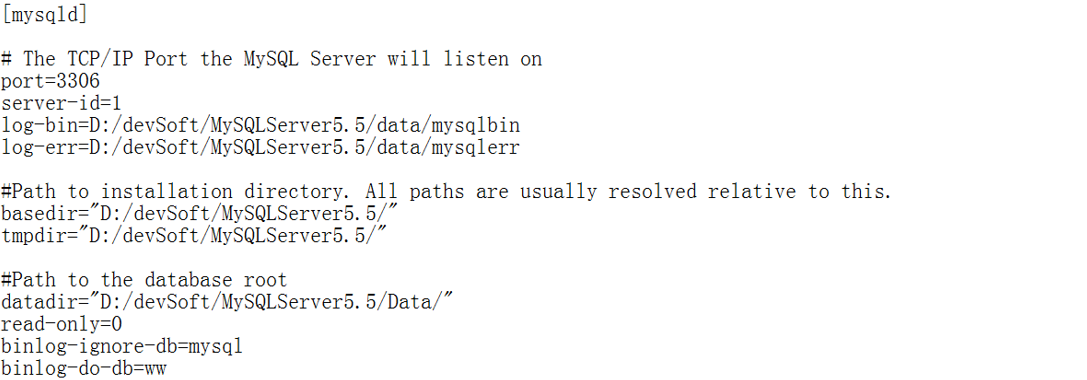 [mysqld]
# The TCP/IP Port the MySQL Server will listen on
port=3306
server-id=1
log-bin=D:/devSoft/MySQLServer5.5/data/mysqlbin
log-err=D:/devSoft/MySQLServer5.5/data/mysqlerr
#Path to installation directory. All paths are usually resolved relative to this.
basedir="D:/devSoft/MySQLServer5.5/"
tmpdir="D:/devSoft/MySQLServer5.5/"
#Path to the database root
datadir="D:/devSoft/MySQLServer5.5/Data/"
read-only=0
binlog-ignore-db=mysql
binlog-do-db=ww